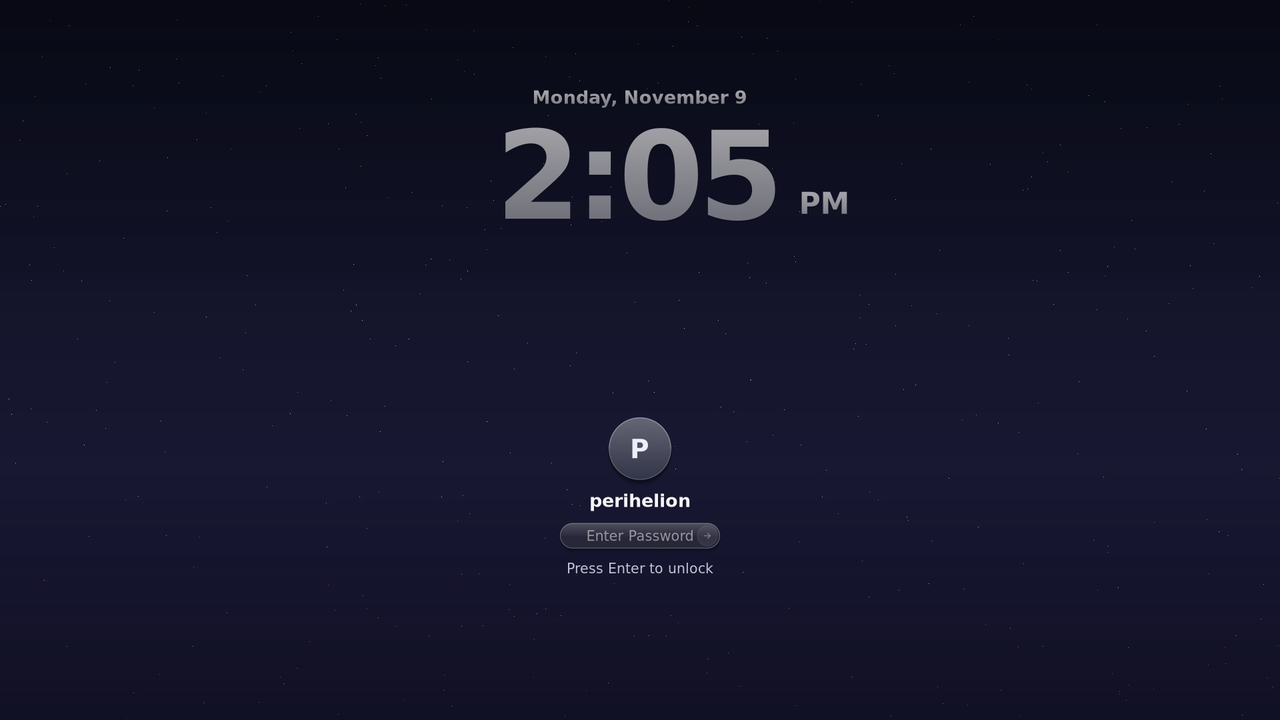 Monday, November 9
2:05 PM
P
perihelion
Enter Password
Press Enter to unlock